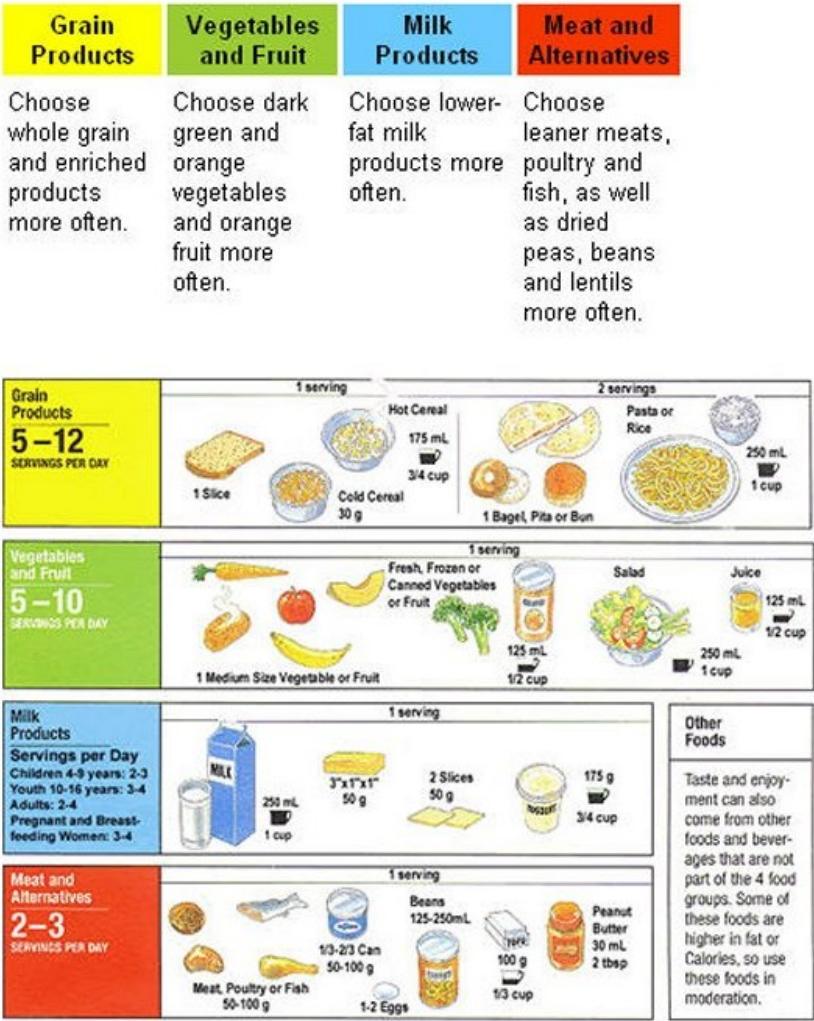 Grain
Products
Vegetables
and Fruit
Milk
Products
Meat and
Alternatives
Choose
whole grain
and enriched
products
more often.
Choose dark
green and
orange
vegetables
and orange
fruit more
often.
Choose lower-
fat milk
products more
often.
Choose
leaner meats,
poultry and
fish, as well
as dried
peas, beans
and lentils
more often.
Grain
Products
5–12
SERVINGS PER DAY
1 serving
1 Slice
Hot Cereal
175 mL
3/4 cup
Cold Cereal
30 g
2 servings
1 Bagel, Pita or Bun
Pasta or
Rice
250 mL
1 cup
Vegetables
and Fruit
5–10
SERVINGS PER DAY
1 serving
1 Medium Size Vegetable or Fruit
Fresh, Frozen or
Canned Vegetables
or Fruit
125 mL
1/2 cup
Salad
250 mL
1 cup
Juice
125 mL
1/2 cup
Milk
Products
Servings per Day
Children 4-9 years: 2-3
Youth 10-16 years: 3-4
Adults: 2-4
Pregnant and Breast-
feeding Women: 3-4
1 serving
MILK
250 mL
1 cup
3"x1"x1"
50 g
2 Slices
50 g
175 g
3/4 cup
Meat and
Alternatives
2–3
SERVINGS PER DAY
1 serving
Meat, Poultry or Fish
50-100 g
1/3-2/3 Can
50-100 g
1-2 Eggs
Beans
125-250mL
TOFU
100 g
1/3 cup
Peanut
Butter
30 mL
2 tbsp
Other
Foods
Taste and enjoy-
ment can also
come from other
foods and bever-
ages that are not
part of the 4 food
groups. Some of
these foods are
higher in fat or
Calories, so use
these foods in
moderation.